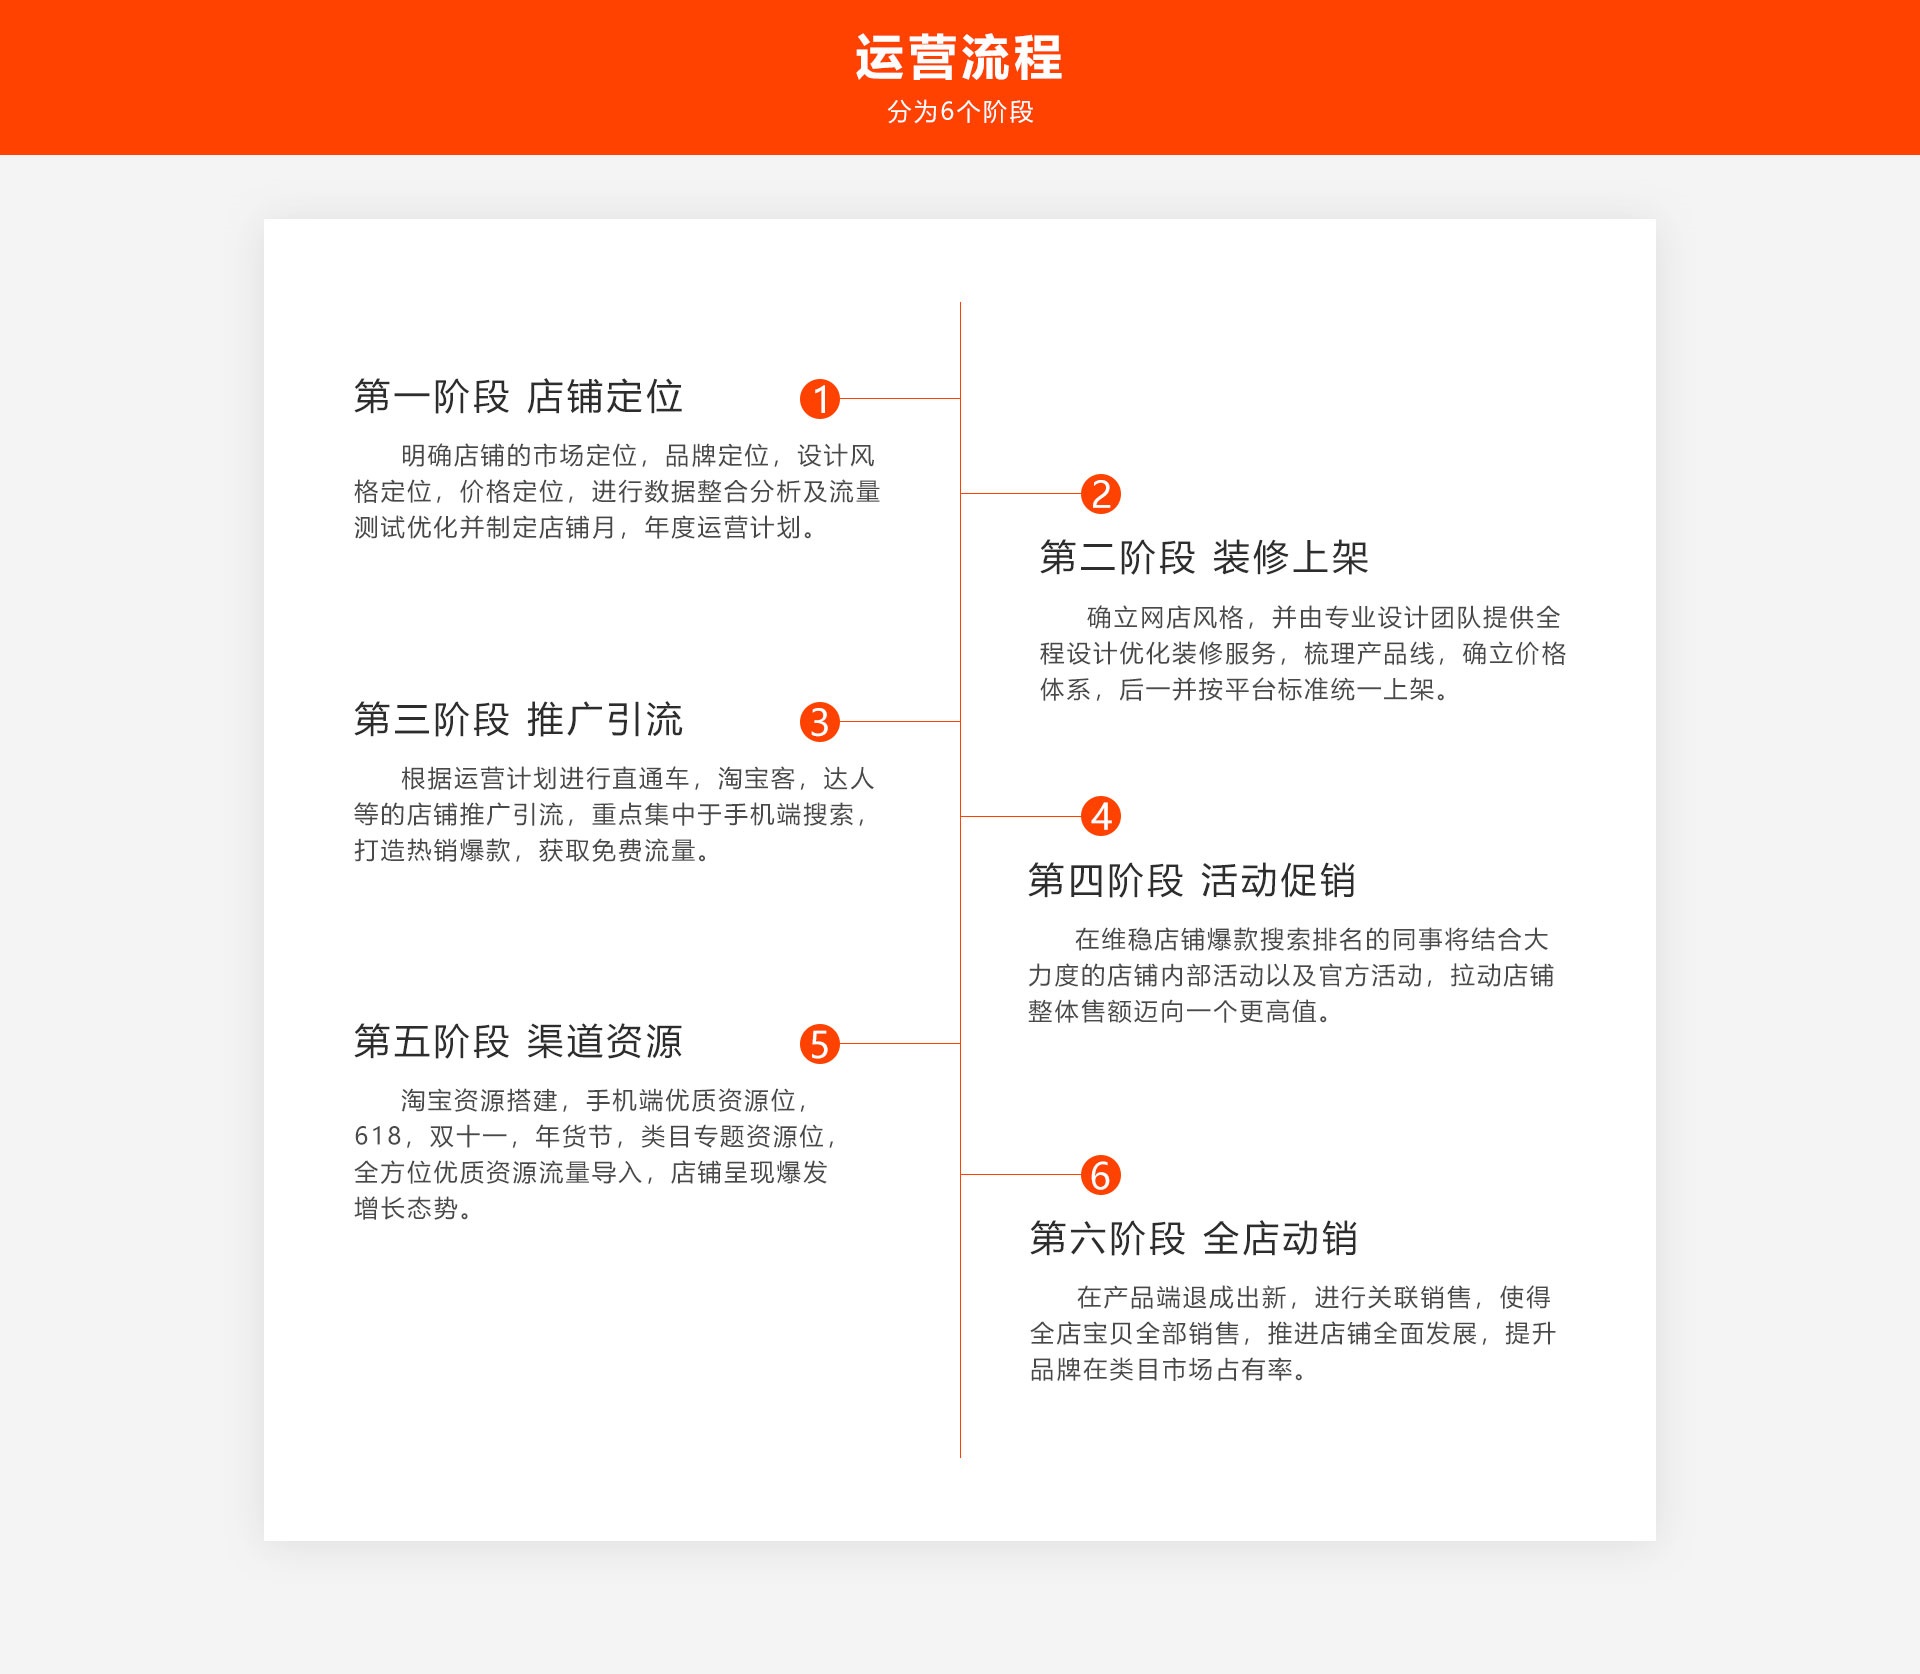 运营流程
分为6个阶段
第一阶段 店铺定位
1
明确店铺的市场定位，品牌定位，设计风
格定位，价格定位，进行数据整合分析及流量
测试优化并制定店铺月，年度运营计划。
2
第二阶段 装修上架
确立网店风格，并由专业设计团队提供全
程设计优化装修服务，梳理产品线，确立价格
体系，后一并按平台标准统一上架。
第三阶段 推广引流
3
根据运营计划进行直通车，淘宝客，达人
等的店铺推广引流，重点集中于手机端搜索，
打造热销爆款，获取免费流量。
4
第四阶段 活动促销
在维稳店铺爆款搜索排名的同事将结合大
力度的店铺内部活动以及官方活动，拉动店铺
整体售额迈向一个更高值。
第五阶段 渠道资源
5
淘宝资源搭建，手机端优质资源位，
618，双十一，年货节，类目专题资源位，
全方位优质资源流量导入，店铺呈现爆发
增长态势。
6
第六阶段 全店动销
在产品端退成出新，进行关联销售，使得
全店宝贝全部销售，推进店铺全面发展，提升
品牌在类目市场占有率。